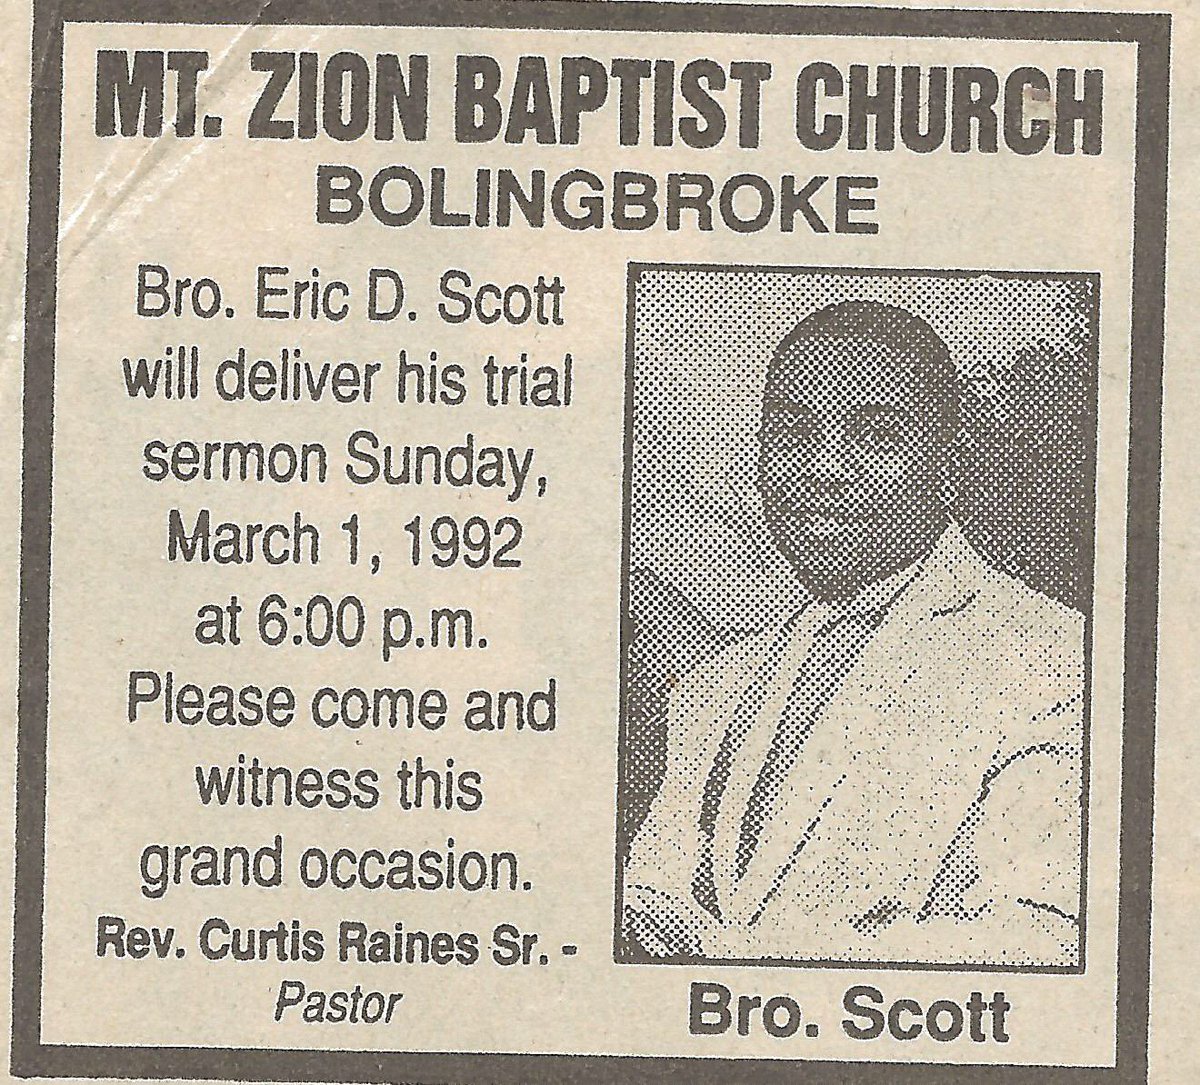 MT. ZION BAPTIST CHURCH
BOLINGBROKE
Bro. Eric D. Scott
will deliver his trial
sermon Sunday,
March 1, 1992
at 6:00 p.m.
Please come and
witness this
grand occasion.
Rev. Curtis Raines Sr. -
Pastor
Bro. Scott